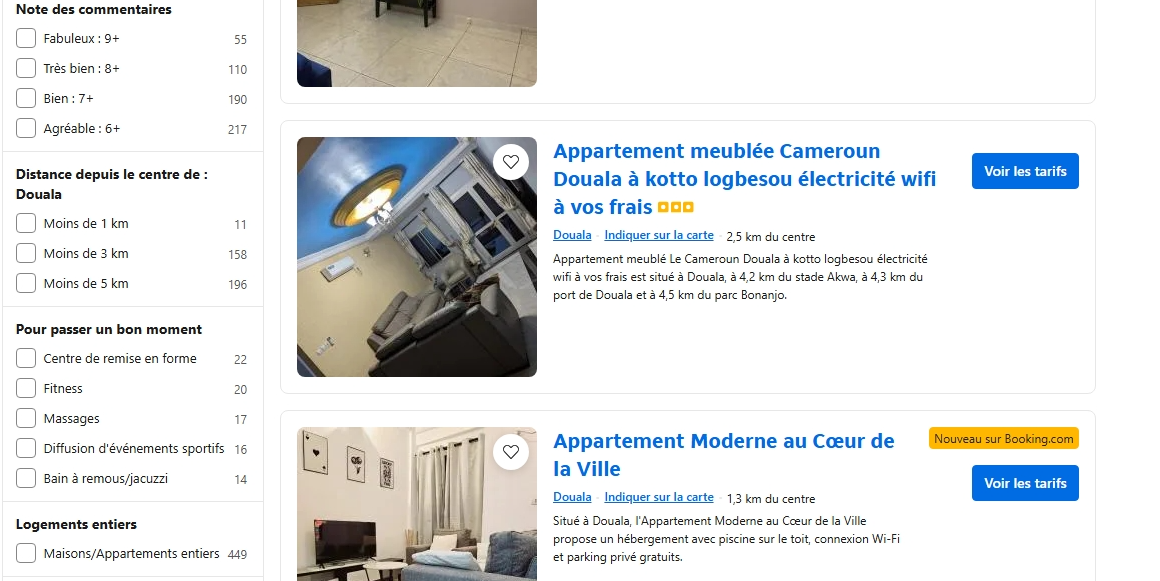 Note des commentaires
Fabuleux : 9+ 55
Très bien : 8+ 110
Bien : 7+ 190
Agréable : 6+ 217
Distance depuis le centre de :
Douala
Moins de 1 km 11
Moins de 3 km 158
Moins de 5 km 196
Pour passer un bon moment
Centre de remise en forme 22
Fitness 20
Massages 17
Diffusion d'événements sportifs 16
Bain à remous/jacuzzi 14
Logements entiers
Maisons/Appartements entiers 449
Appartement meublée Cameroun
Douala à kotto logbesou électricité wifi
à vos frais
Voir les tarifs
Douala · Indiquer sur la carte · 2,5 km du centre
Appartement meublé Le Cameroun Douala à kotto logbesou électricité
wifi à vos frais est situé à Douala, à 4,2 km du stade Akwa, à 4,3 km du
port de Douala et à 4,5 km du parc Bonanjo.
Appartement Moderne au Cœur de
la Ville
Nouveau sur Booking.com
Voir les tarifs
Douala · Indiquer sur la carte · 1,3 km du centre
Situé à Douala, l'Appartement Moderne au Cœur de la Ville
propose un hébergement avec piscine sur le toit, connexion Wi-Fi
et parking privé gratuits.